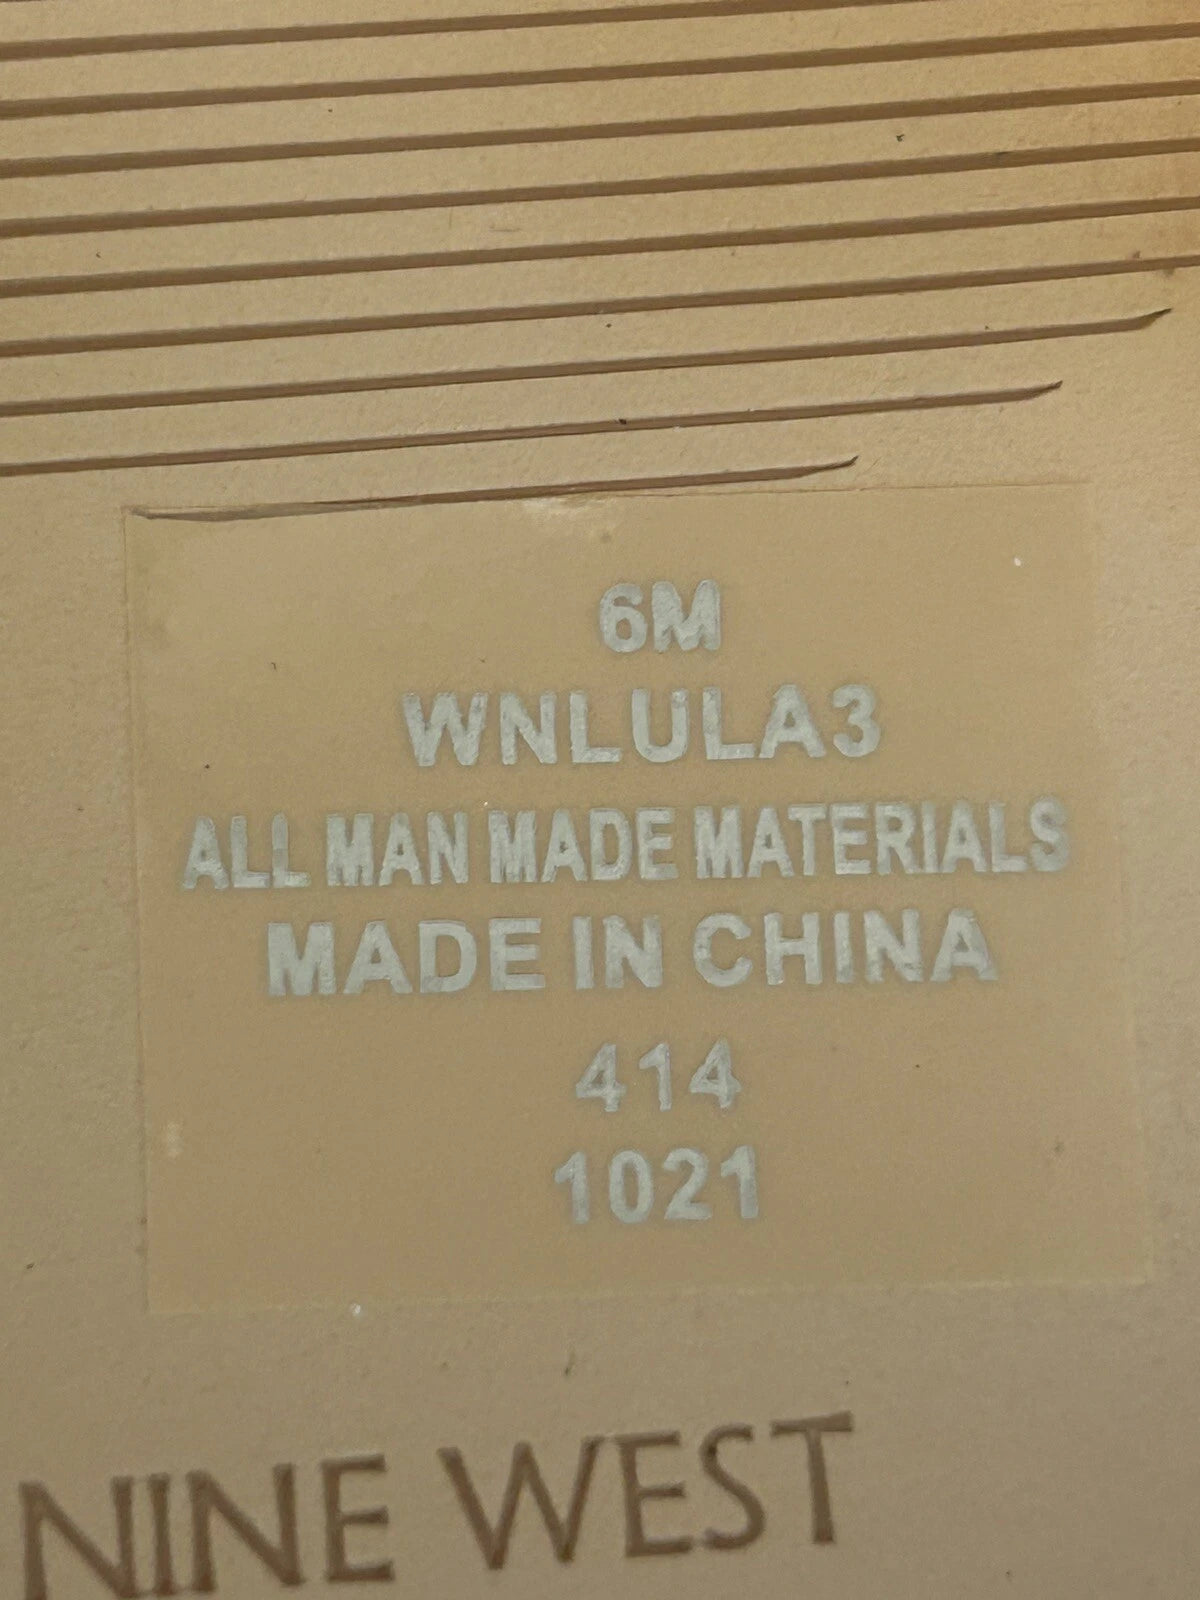 6M
WNLULA3
ALL MAN MADE MATERIALS
MADE IN CHINA
414
1021
NINE WEST